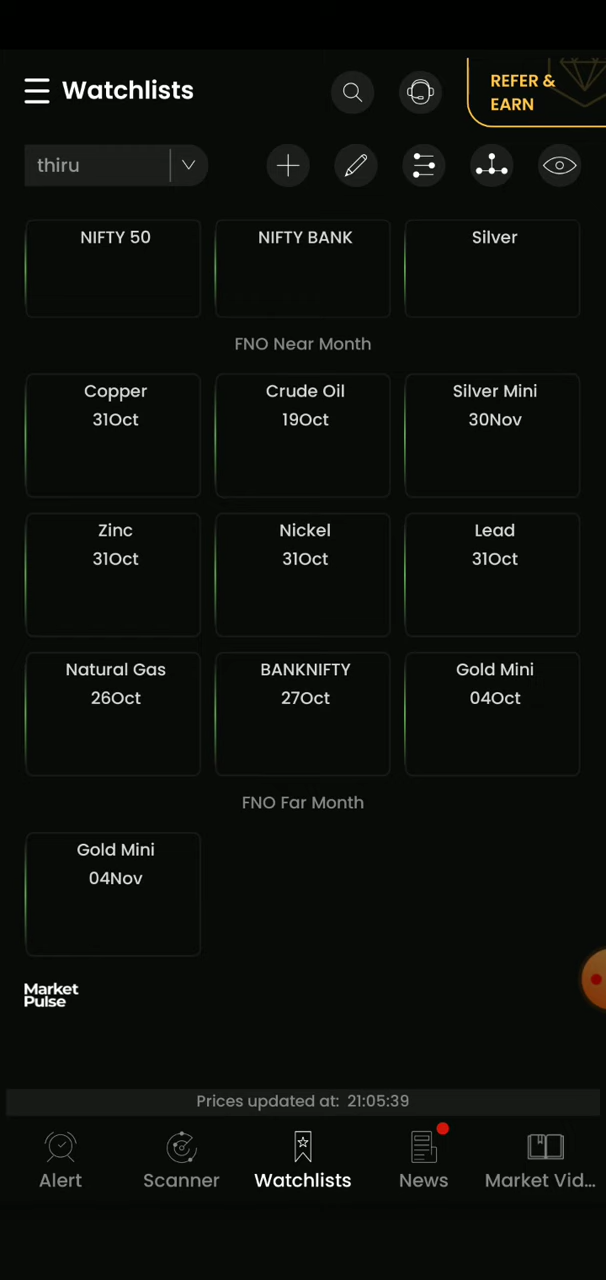 Watchlists
REFER &
EARN
thiru
NIFTY 50
NIFTY BANK
Silver
FNO Near Month
Copper
31Oct
Crude Oil
19Oct
Silver Mini
30Nov
Zinc
31Oct
Nickel
31Oct
Lead
31Oct
Natural Gas
26Oct
BANKNIFTY
27Oct
Gold Mini
04Oct
FNO Far Month
Gold Mini
04Nov
Market
Pulse
Prices updated at: 21:05:39
Alert
Scanner
Watchlists
News
Market Vid...